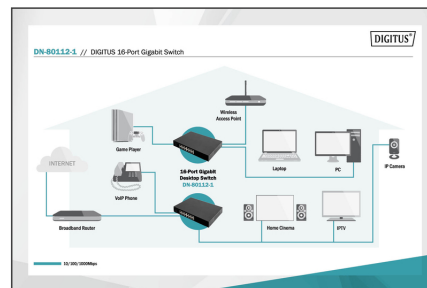 DIGITUS®
DN-80112-1 // DIGITUS 16-Port Gigabit Switch
Wireless
Access Point
Game Player
Laptop
PC
IP Camera
INTERNET
16-Port Gigabit
Desktop Switch
DN-80112-1
VoIP Phone
Broadband Router
Home Cinema
IPTV
10/100/1000Mbps